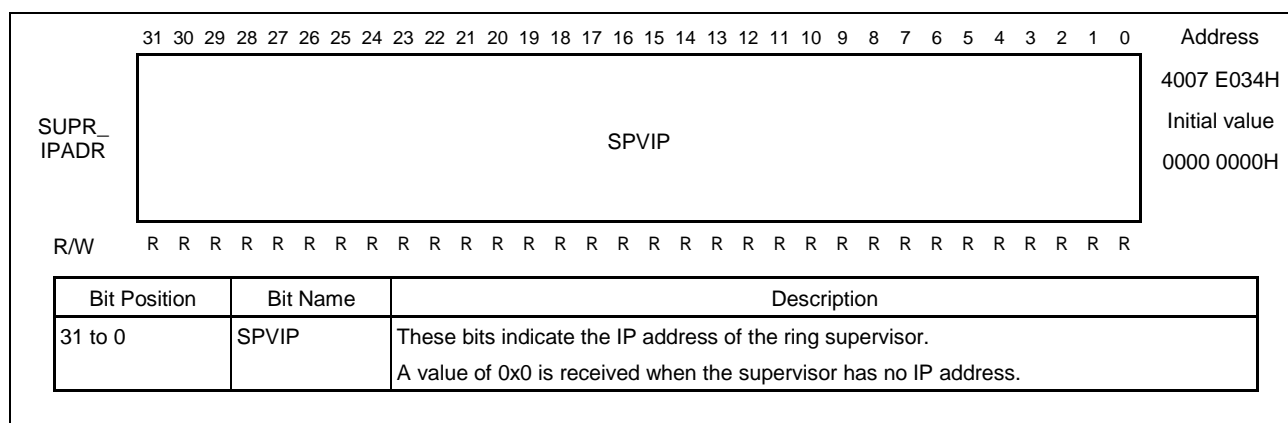 31 30 29 28 27 26 25 24 23 22 21 20 19 18 17 16 15 14 13 12 11 10 9 8 7 6 5 4 3 2 1 0 Address
4007 E034H
SUPR_
IPADR
SPVIP
Initial value
0000 0000H
R/W R R R R R R R R R R R R R R R R R R R R R R R R R R R R R R R R
Bit Position Bit Name Description
31 to 0 SPVIP These bits indicate the IP address of the ring supervisor.
A value of 0x0 is received when the supervisor has no IP address.